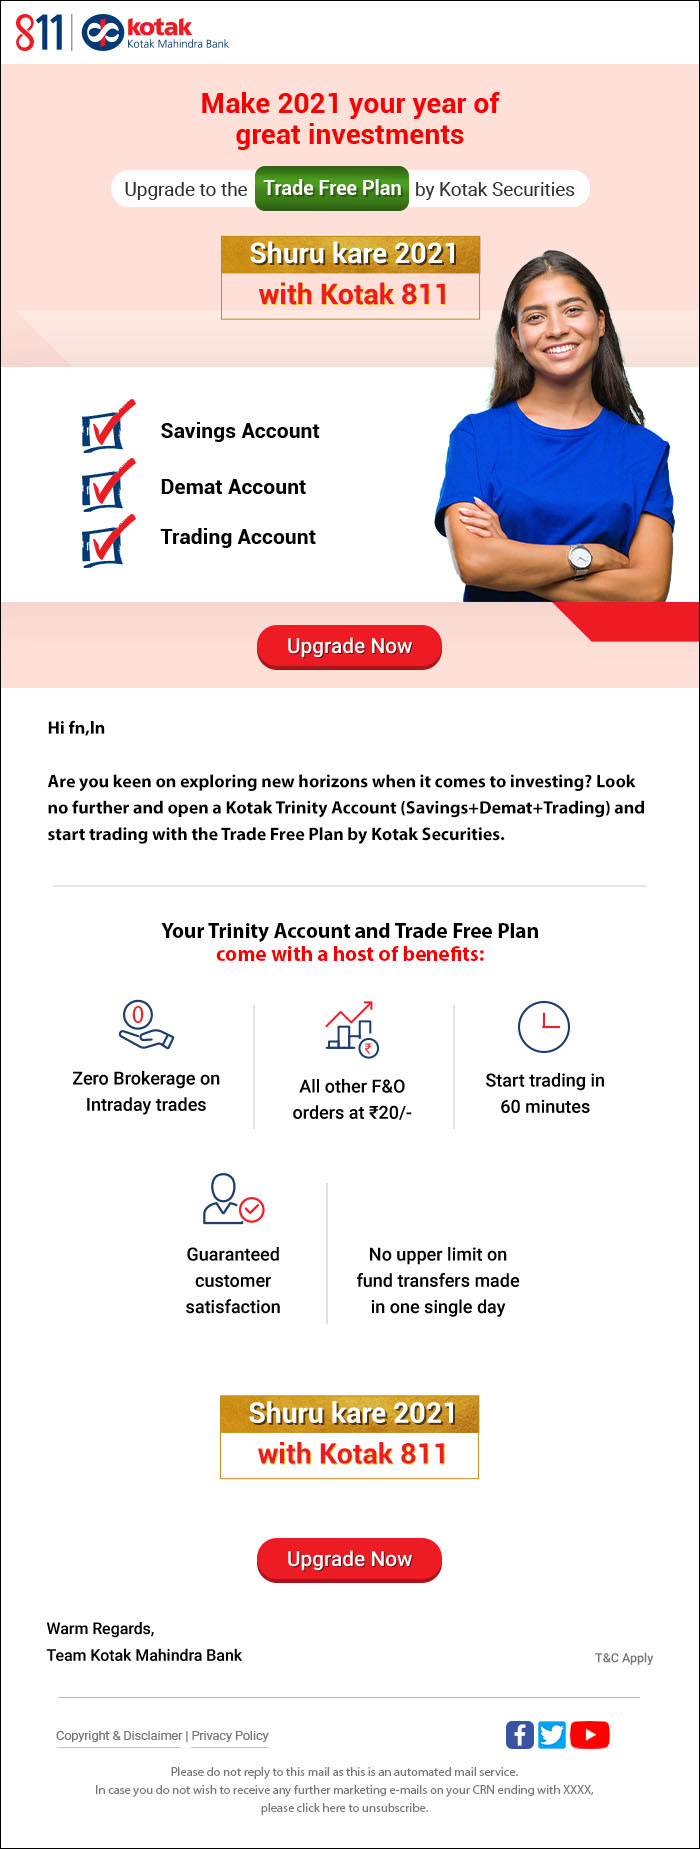 811 kotak
Kotak Mahindra Bank
Make 2021 your year of
great investments
Upgrade to the Trade Free Plan by Kotak Securities
Shuru kare 2021
with Kotak 811
Savings Account
Demat Account
Trading Account
Upgrade Now
Hi fn,ln
Are you keen on exploring new horizons when it comes to investing? Look
no further and open a Kotak Trinity Account (Savings+Demat+Trading) and
start trading with the Trade Free Plan by Kotak Securities.
Your Trinity Account and Trade Free Plan
come with a host of benefits:
0
₹
Zero Brokerage on
Intraday trades
All other F&O
orders at ₹20/-
Start trading in
60 minutes
Guaranteed
customer
satisfaction
No upper limit on
fund transfers made
in one single day
Shuru kare 2021
with Kotak 811
Upgrade Now
Warm Regards,
Team Kotak Mahindra Bank
T&C Apply
Copyright & Disclaimer | Privacy Policy
Please do not reply to this mail as this is an automated mail service.
In case you do not wish to receive any further marketing e-mails on your CRN ending with XXXX,
please click here to unsubscribe.